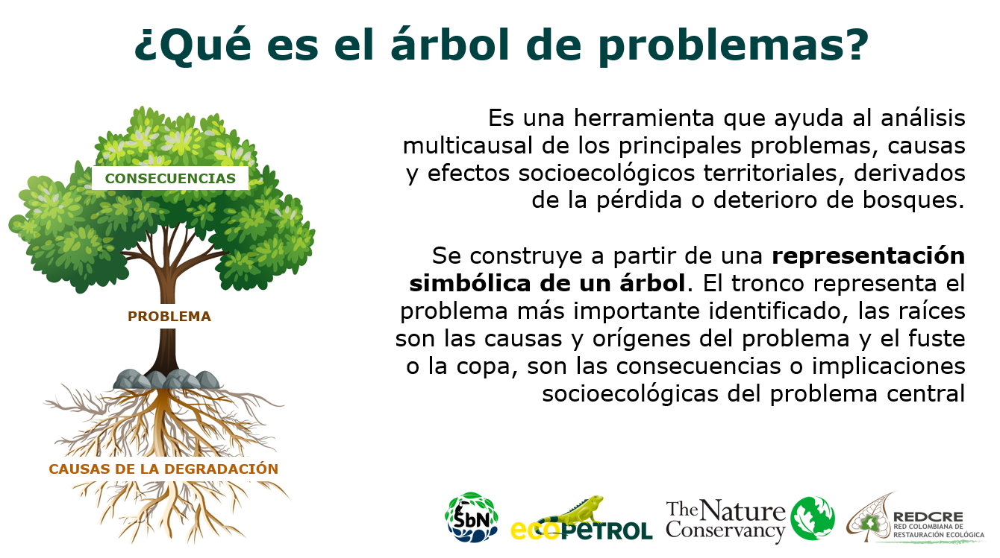 ¿Qué es el árbol de problemas?
CONSECUENCIAS
PROBLEMA
CAUSAS DE LA DEGRADACIÓN
Es una herramienta que ayuda al análisis
multicausal de los principales problemas, causas
y efectos socioecológicos territoriales, derivados
de la pérdida o deterioro de bosques.
Se construye a partir de una representación
simbólica de un árbol. El tronco representa el
problema más importante identificado, las raíces
son las causas y orígenes del problema y el fuste
o la copa, son las consecuencias o implicaciones
socioecológicas del problema central
SbN
ecoPETROL
The Nature
Conservancy
REDCRE
RED COLOMBIANA DE
RESTAURACIÓN ECOLÓGICA